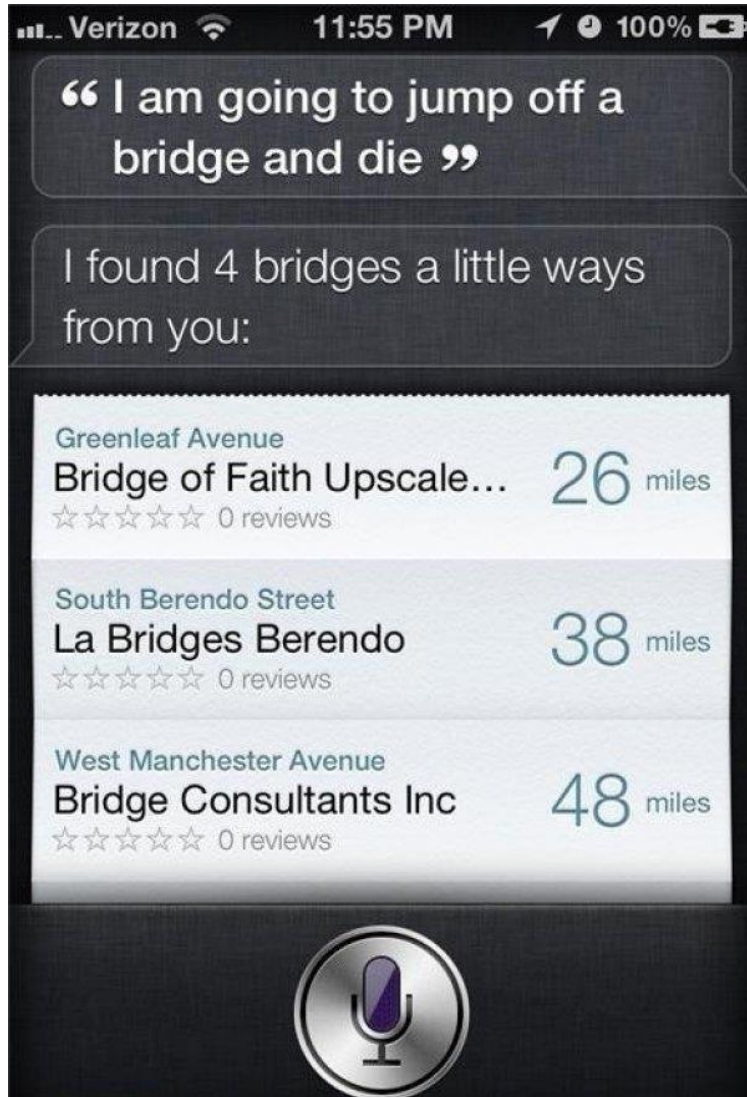 Verizon 11:55 PM 100%
“ I am going to jump off a
bridge and die ”
I found 4 bridges a little ways
from you:
Greenleaf Avenue
Bridge of Faith Upscale... 26 miles
0 reviews
South Berendo Street
La Bridges Berendo 38 miles
0 reviews
West Manchester Avenue
Bridge Consultants Inc 48 miles
0 reviews